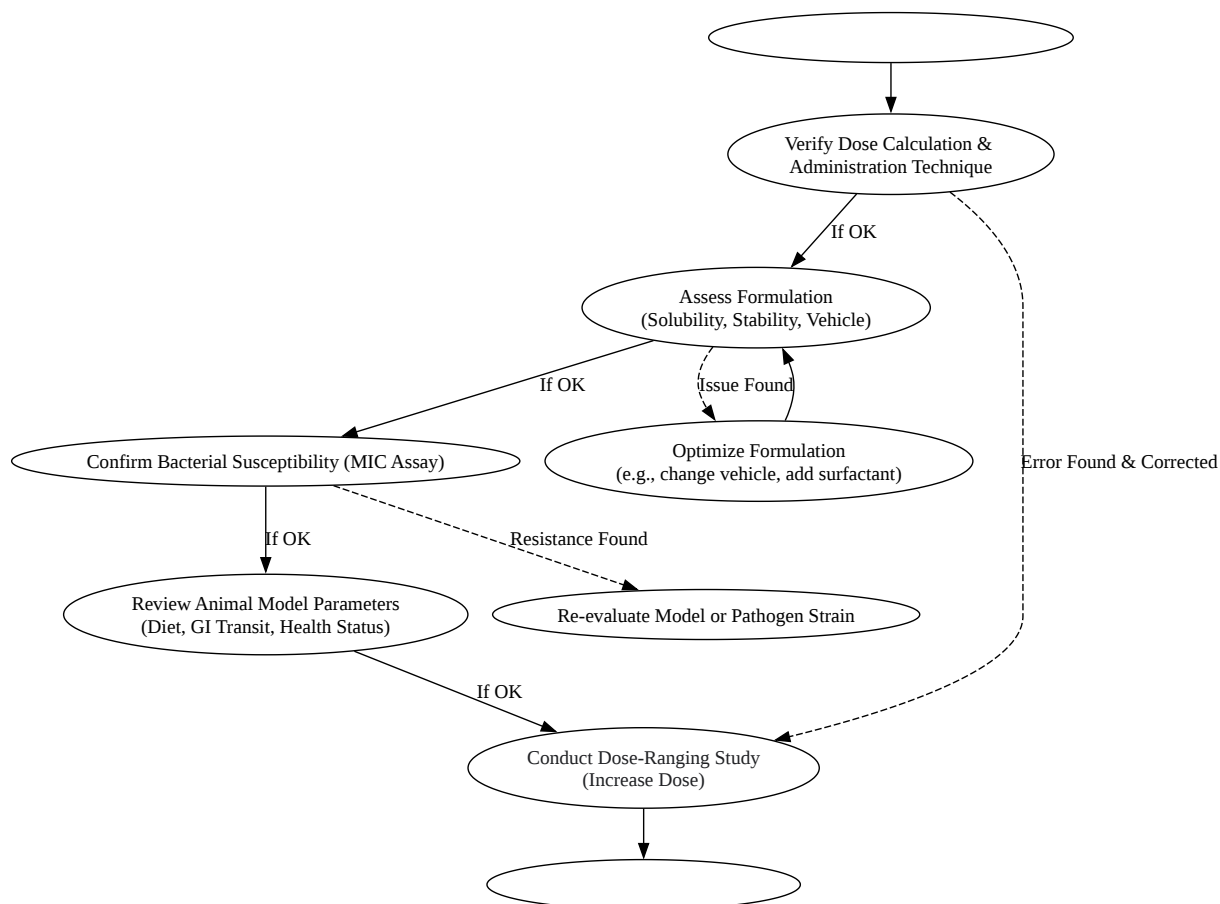 Verify Dose Calculation &
Administration Technique
If OK
Assess Formulation
(Solubility, Stability, Vehicle)
If OK
Issue Found
Optimize Formulation
(e.g., change vehicle, add surfactant)
Error Found & Corrected
Confirm Bacterial Susceptibility (MIC Assay)
If OK
Resistance Found
Review Animal Model Parameters
(Diet, GI Transit, Health Status)
Re-evaluate Model or Pathogen Strain
If OK
Conduct Dose-Ranging Study
(Increase Dose)